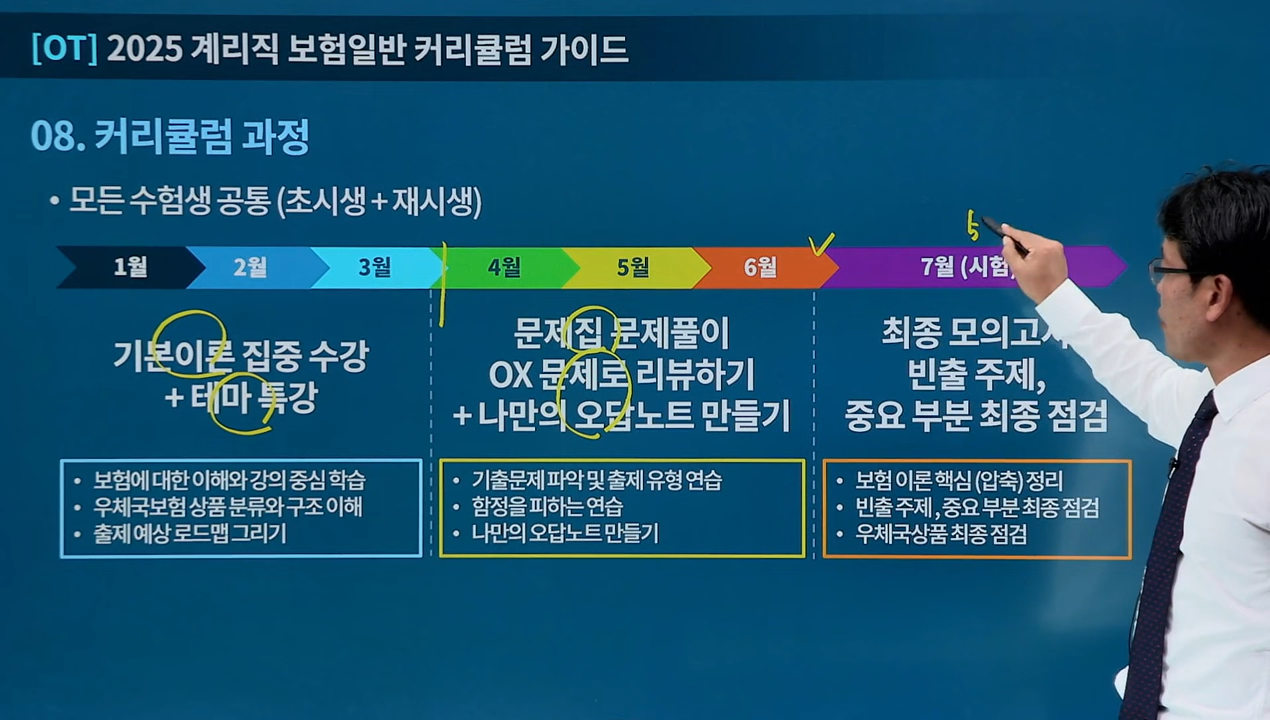 [OT] 2025 계리직 보험일반 커리큘럼 가이드
08. 커리큘럼 과정
• 모든 수험생 공통 (초시생 + 재시생)
1월 2월 3월 4월 5월 6월 7월 (시험
기본이론 집중 수강
+ 테마 특강
• 보험에 대한 이해와 강의 중심 학습
• 우체국보험 상품 분류와 구조 이해
• 출제 예상 로드맵 그리기
문제집 문제풀이
OX 문제로 리뷰하기
+ 나만의 오답노트 만들기
• 기출문제 파악 및 출제 유형 연습
• 함정을 피하는 연습
• 나만의 오답노트 만들기
최종 모의고사
빈출 주제,
중요 부분 최종 점검
• 보험 이론 핵심 (압축) 정리
• 빈출 주제, 중요 부분 최종 점검
• 우체국상품 최종 점검